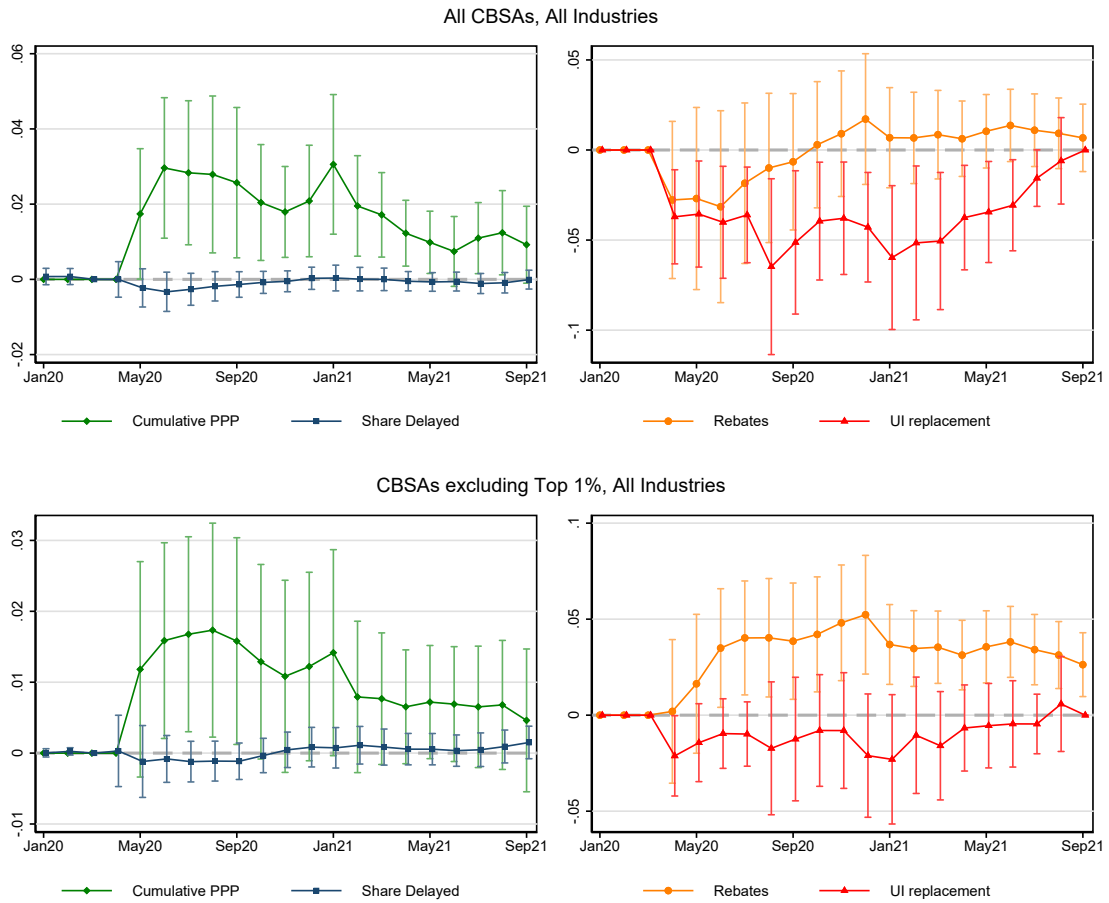 All CBSAs, All Industries
.06
.04
.02
0
-.02
Jan20 May20 Sep20 Jan21 May21 Sep21
Cumulative PPP Share Delayed
.05
0
-.05
-.1
Jan20 May20 Sep20 Jan21 May21 Sep21
Rebates UI replacement
CBSAs excluding Top 1%, All Industries
.03
.02
.01
0
-.01
Jan20 May20 Sep20 Jan21 May21 Sep21
Cumulative PPP Share Delayed
.1
.05
0
-.05
Jan20 May20 Sep20 Jan21 May21 Sep21
Rebates UI replacement